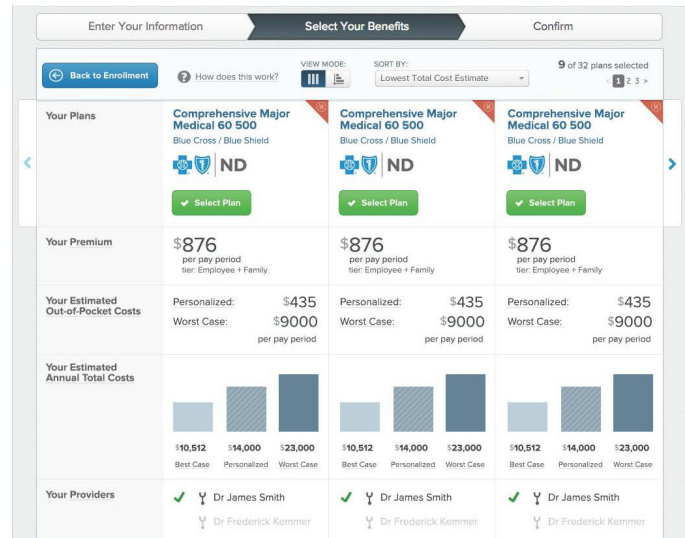 Enter Your Information
Select Your Benefits
Confirm
Back to Enrollment
? How does this work?
VIEW MODE:
SORT BY:
Lowest Total Cost Estimate
9 of 32 plans selected
< 1 2 3 >
Your Plans
Comprehensive Major Medical 60 500
Blue Cross / Blue Shield
ND
Select Plan
Comprehensive Major Medical 60 500
Blue Cross / Blue Shield
ND
Select Plan
Comprehensive Major Medical 60 500
Blue Cross / Blue Shield
ND
Select Plan
Your Premium
$876
per pay period
tier: Employee + Family
$876
per pay period
tier: Employee + Family
$876
per pay period
tier: Employee + Family
Your Estimated
Out-of-Pocket Costs
Personalized: $435
Worst Case: $9000
per pay period
Personalized: $435
Worst Case: $9000
per pay period
Personalized: $435
Worst Case: $9000
per pay period
Your Estimated
Annual Total Costs
$10,512 $14,000 $23,000
Best Case Personalized Worst Case
$10,512 $14,000 $23,000
Best Case Personalized Worst Case
$10,512 $14,000 $23,000
Best Case Personalized Worst Case
Your Providers
Dr James Smith
Dr Frederick Kemmer
Dr James Smith
Dr Frederick Kemmer
Dr James Smith
Dr Frederick Kemmer